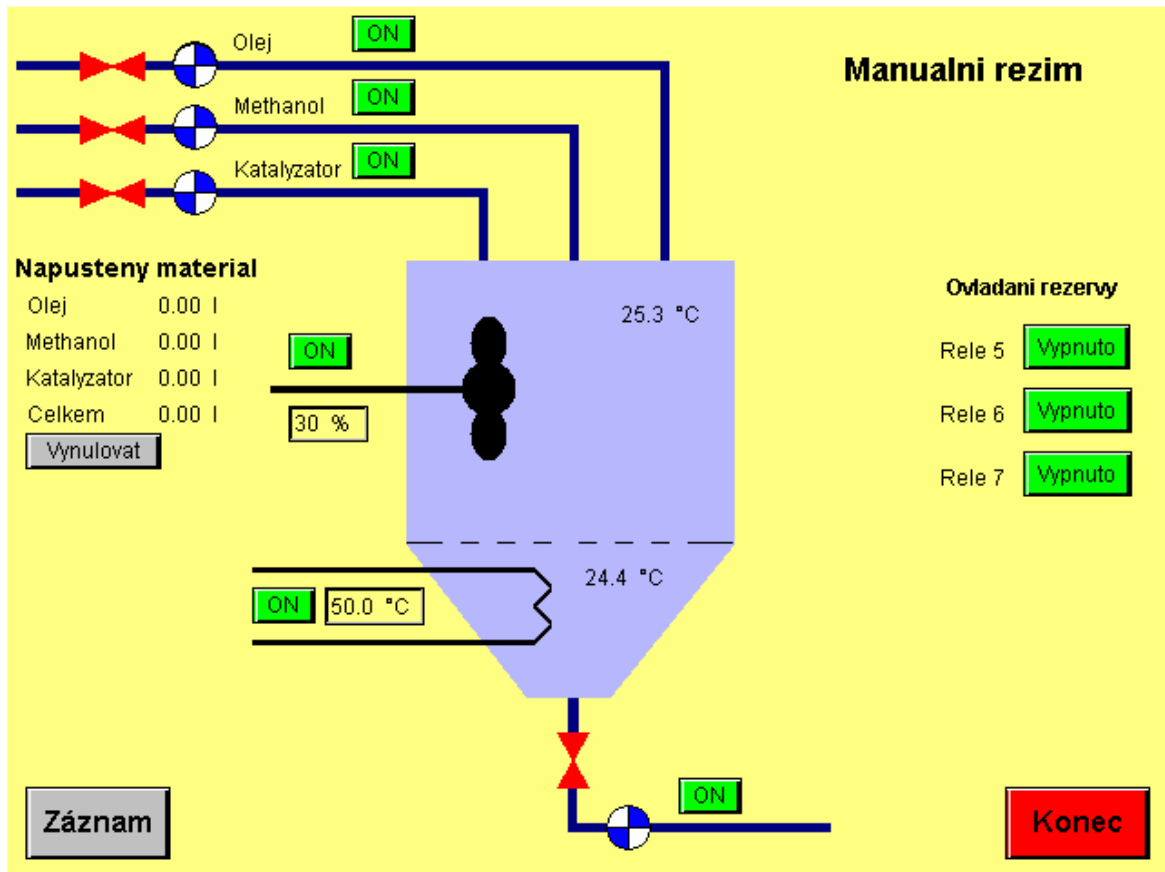 Olej ON
Manualni rezim
Methanol ON
Katalyzator ON
Napusteny material
Olej 0.00 l
Methanol 0.00 l
Katalyzator 0.00 l
Celkem 0.00 l
Vynulovat
ON
30 %
25.3 °C
Ovladani rezervy
Rele 5 Vypnuto
Rele 6 Vypnuto
Rele 7 Vypnuto
24.4 °C
ON 50.0 °C
ON
Záznam
Konec